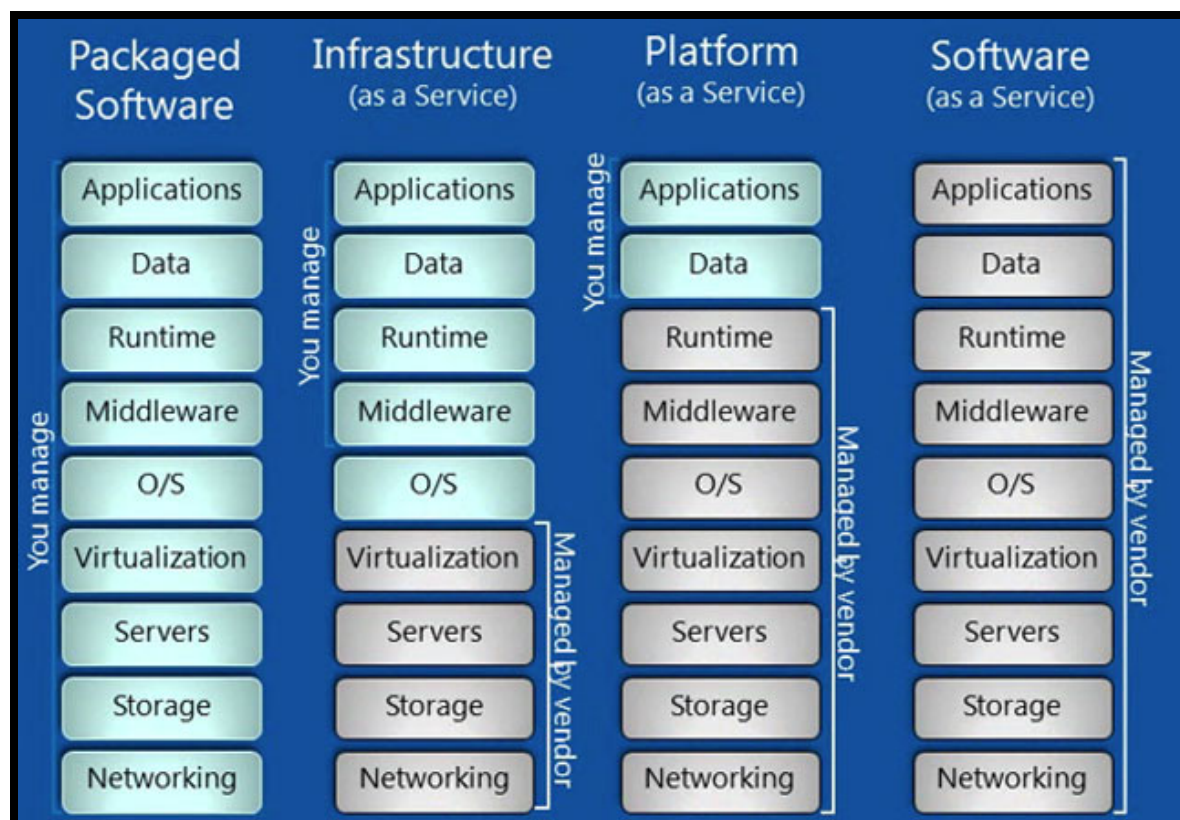 Packaged
Software
You manage
Applications
Data
Runtime
Middleware
O/S
Virtualization
Servers
Storage
Networking
Infrastructure
(as a Service)
You manage
Applications
Data
Runtime
Middleware
O/S
Virtualization
Servers
Storage
Networking
Managed by vendor
Platform
(as a Service)
You manage
Applications
Data
Runtime
Middleware
O/S
Virtualization
Servers
Storage
Networking
Managed by vendor
Software
(as a Service)
Applications
Data
Runtime
Middleware
O/S
Virtualization
Servers
Storage
Networking
Managed by vendor